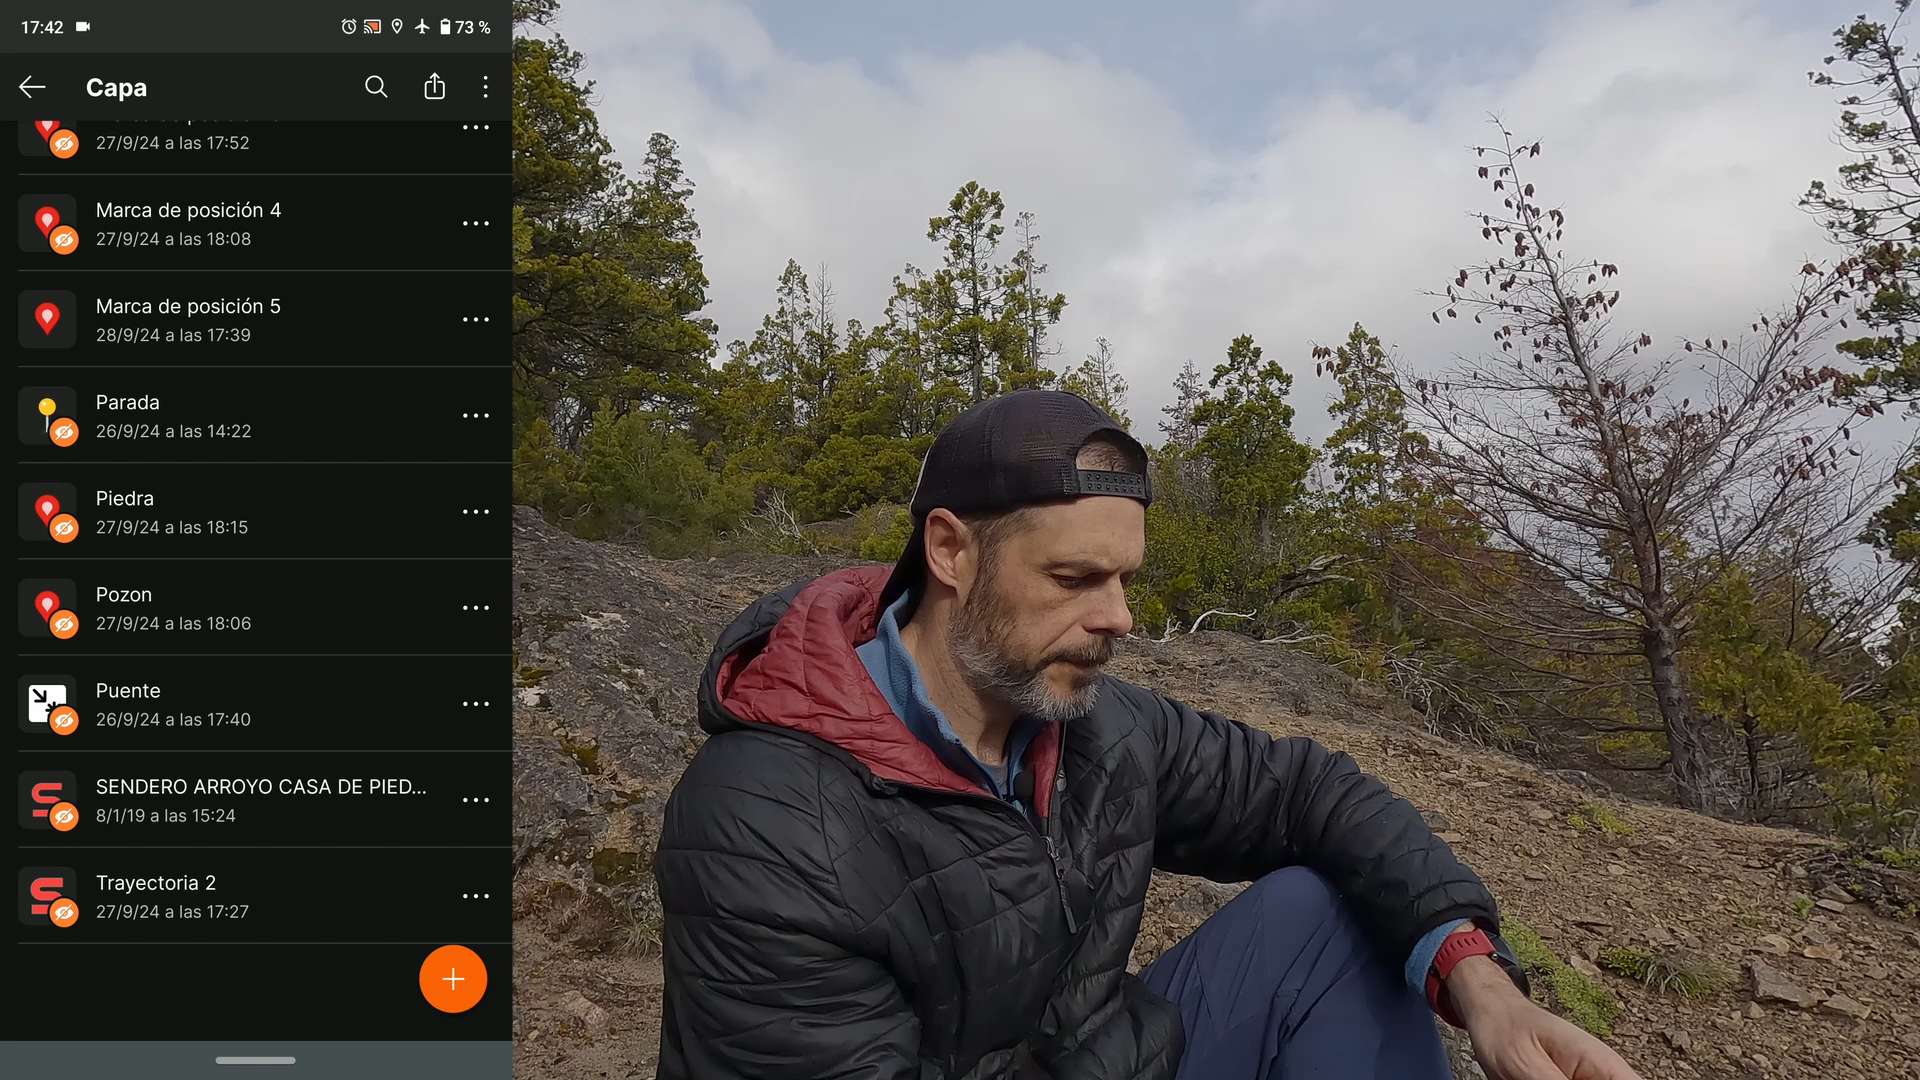 17:42
73 %
Capa
27/9/24 a las 17:52
Marca de posición 4
27/9/24 a las 18:08
Marca de posición 5
28/9/24 a las 17:39
Parada
26/9/24 a las 14:22
Piedra
27/9/24 a las 18:15
Pozon
27/9/24 a las 18:06
Puente
26/9/24 a las 17:40
SENDERO ARROYO CASA DE PIED...
8/1/19 a las 15:24
Trayectoria 2
27/9/24 a las 17:27